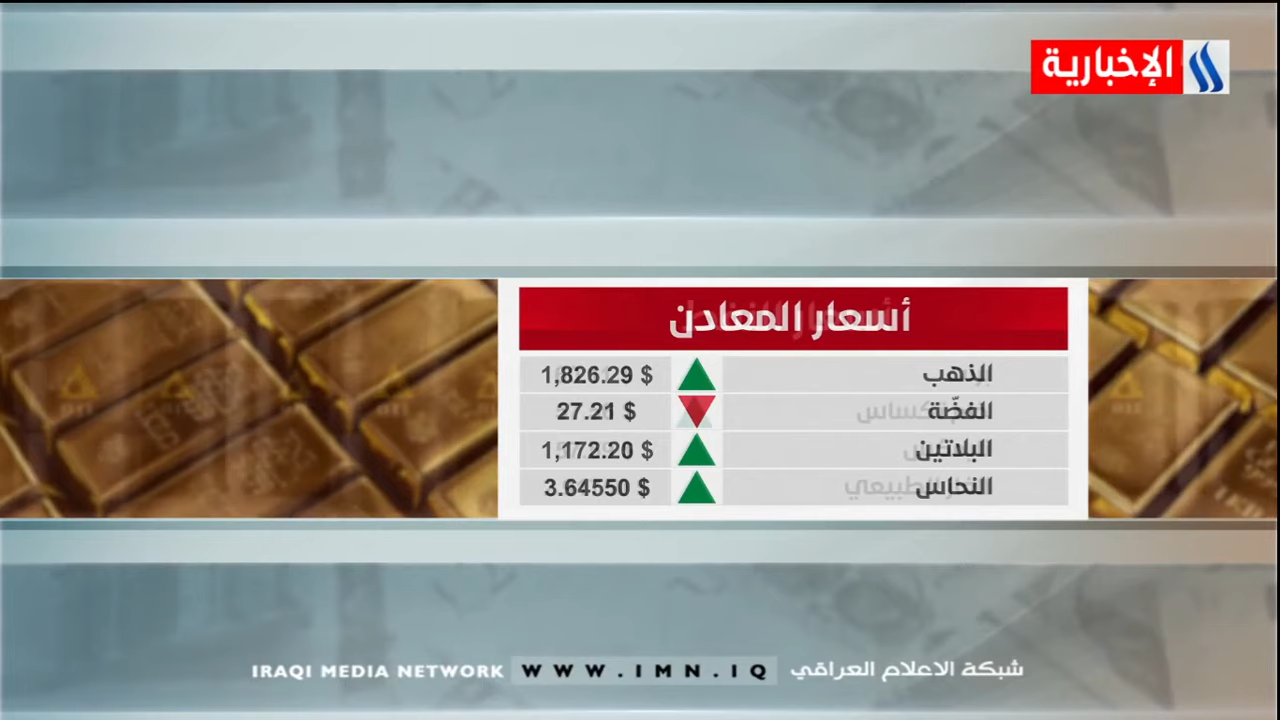 الإخبارية
أسعار المعادن
الذهب 1,826.29 $
الفضّة 27.21 $
البلاتين 1,172.20 $
النحاس 3.64550 $
IRAQI MEDIA NETWORK WWW.IMN.IQ شبكة الاعلام العراقي